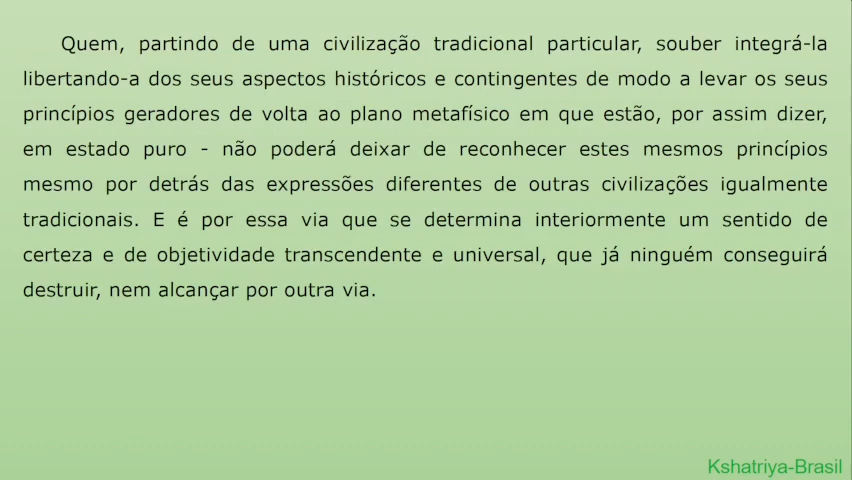 Quem, partindo de uma civilização tradicional particular, souber integrá-la
libertando-a dos seus aspectos históricos e contingentes de modo a levar os seus
princípios geradores de volta ao plano metafísico em que estão, por assim dizer,
em estado puro - não poderá deixar de reconhecer estes mesmos princípios
mesmo por detrás das expressões diferentes de outras civilizações igualmente
tradicionais. E é por essa via que se determina interiormente um sentido de
certeza e de objetividade transcendente e universal, que já ninguém conseguirá
destruir, nem alcançar por outra via.
Kshatriya-Brasil